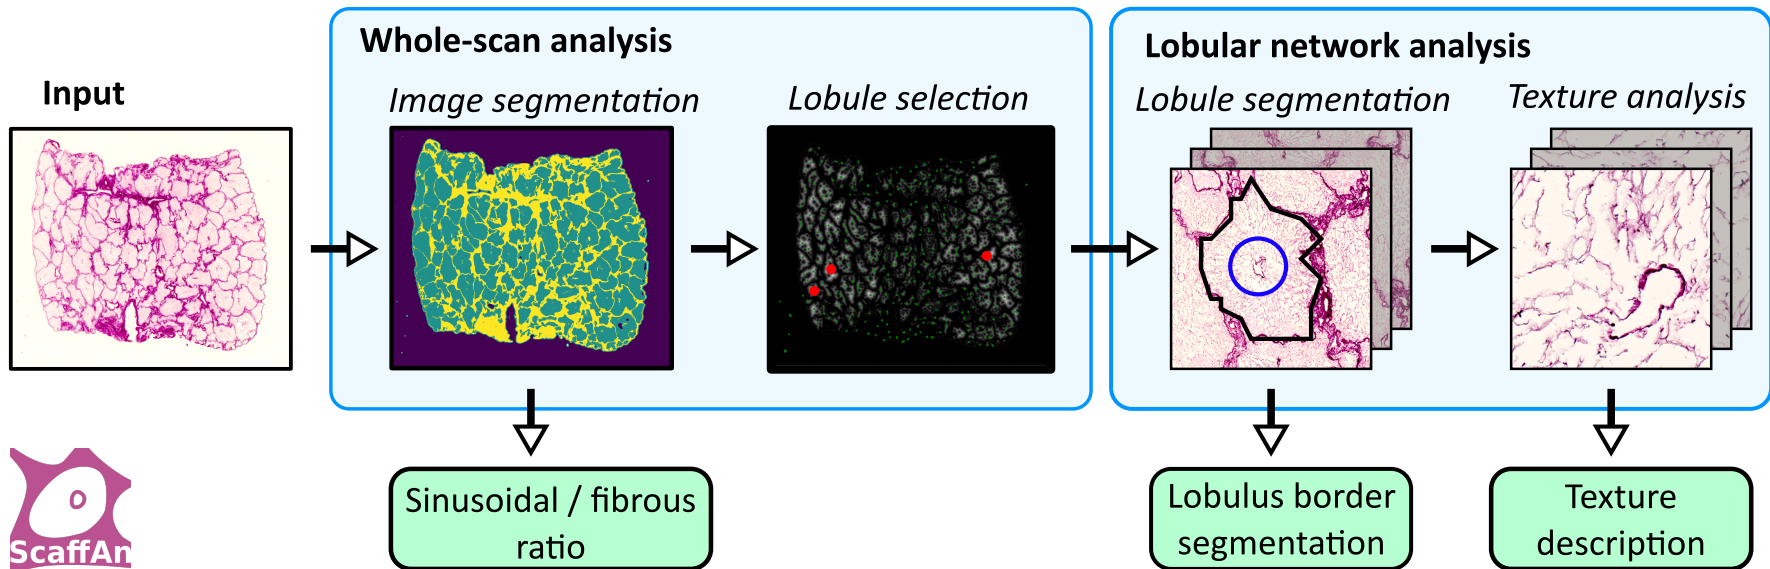 Input
Whole-scan analysis
Image segmentation
Lobule selection
Lobular network analysis
Lobule segmentation
Texture analysis
Sinusoidal / fibrous
ratio
Lobulus border
segmentation
Texture
description
ScaffAn